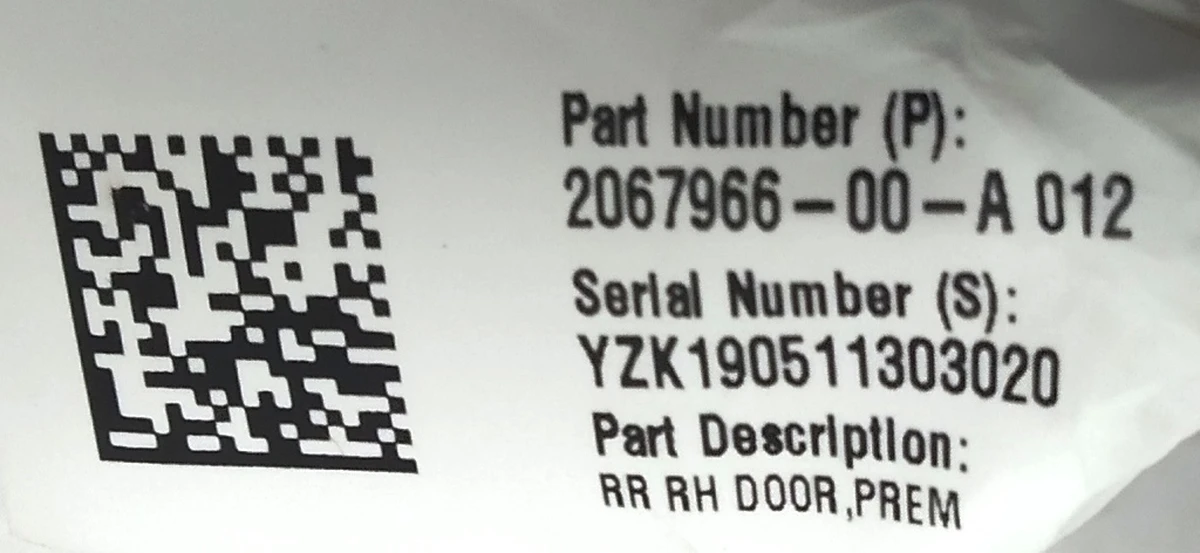 Part Number (P):
2067966-00-A 012
Serial Number (S):
YZK190511303020
Part Description:
RR RH DOOR,PREM